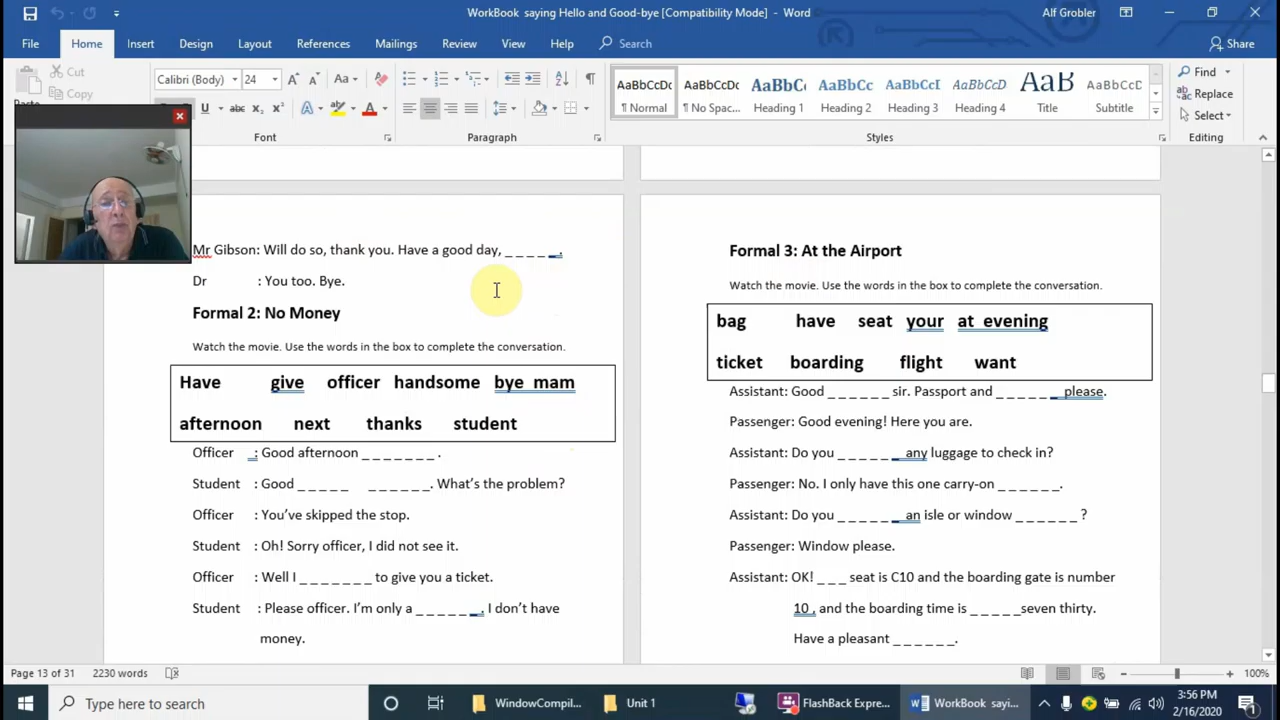 WorkBook saying Hello and Good-bye [Compatibility Mode] - Word
Alf Grobler
File Home Insert Design Layout References Mailings Review View Help Search Share
Cut
Copy
Calibri (Body) 24
Font
Paragraph
AaBbCcDc AaBbCcDc AaBbC AaBbCc AaBbCcI AaBbCcD AaB AaBbCcD
¶ Normal ¶ No Spac... Heading 1 Heading 2 Heading 3 Heading 4 Title Subtitle
Styles
Find
Replace
Select
Editing
Mr Gibson: Will do so, thank you. Have a good day, _ _ _ _ _.
Dr : You too. Bye.
Formal 2: No Money
Watch the movie. Use the words in the box to complete the conversation.
Have give officer handsome bye mam
afternoon next thanks student
Officer : Good afternoon _ _ _ _ _ _ _ .
Student : Good _ _ _ _ _ _ _ _ _ _ _. What's the problem?
Officer : You've skipped the stop.
Student : Oh! Sorry officer, I did not see it.
Officer : Well I _ _ _ _ _ _ _ to give you a ticket.
Student : Please officer. I'm only a _ _ _ _ _ _ . I don't have
money.
Formal 3: At the Airport
Watch the movie. Use the words in the box to complete the conversation.
bag have seat your at evening
ticket boarding flight want
Assistant: Good _ _ _ _ _ _ sir. Passport and _ _ _ _ _ _ please.
Passenger: Good evening! Here you are.
Assistant: Do you _ _ _ _ _ _ any luggage to check in?
Passenger: No. I only have this one carry-on _ _ _ _ _ _.
Assistant: Do you _ _ _ _ _ _ an isle or window _ _ _ _ _ _ ?
Passenger: Window please.
Assistant: OK! _ _ _ seat is C10 and the boarding gate is number
10 , and the boarding time is _ _ _ _ _seven thirty.
Have a pleasant _ _ _ _ _ _.
Page 13 of 31 2230 words
100%
Type here to search
WindowCompil...
Unit 1
FlashBack Expre...
WorkBook sayi...
3:56 PM
2/16/2020